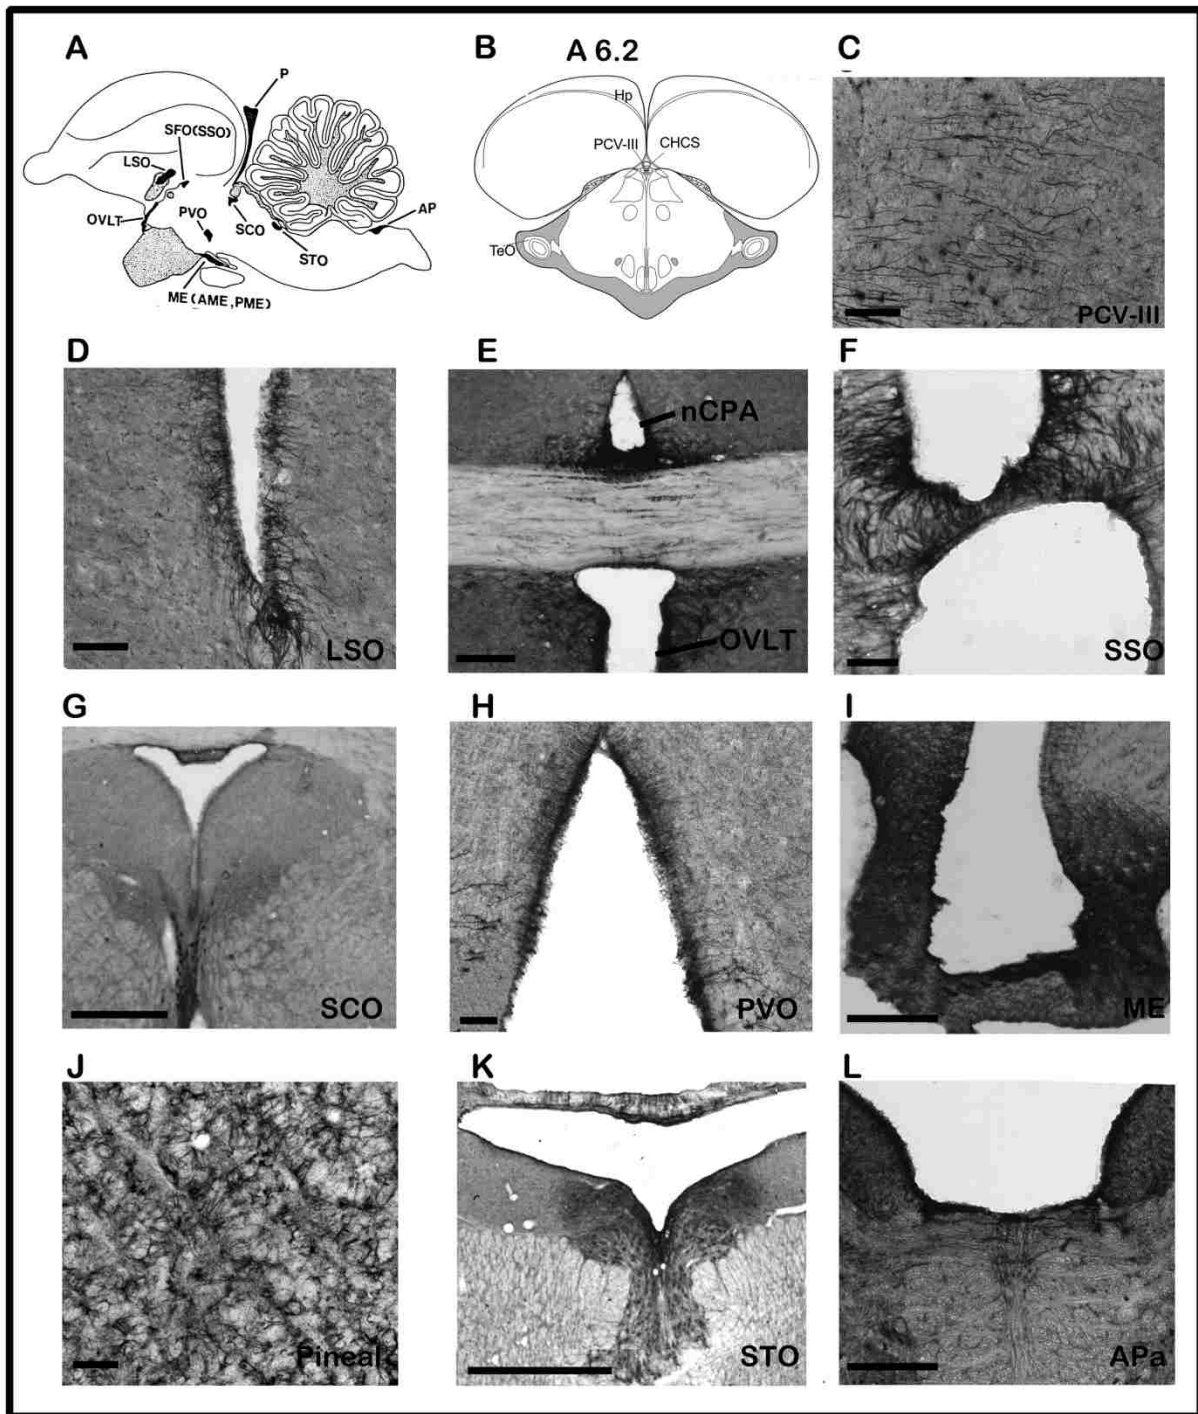 A
P
SFO(SSO)
LSO
OVLT
PVO
SCO
STO
AP
ME(AME,PME)
B
A 6.2
Hp
PCV-III
CHCS
TeO
C
PCV-III
D
LSO
E
nCPA
OVLT
F
SSO
G
SCO
H
PVO
I
ME
J
Pineal
K
STO
L
APa